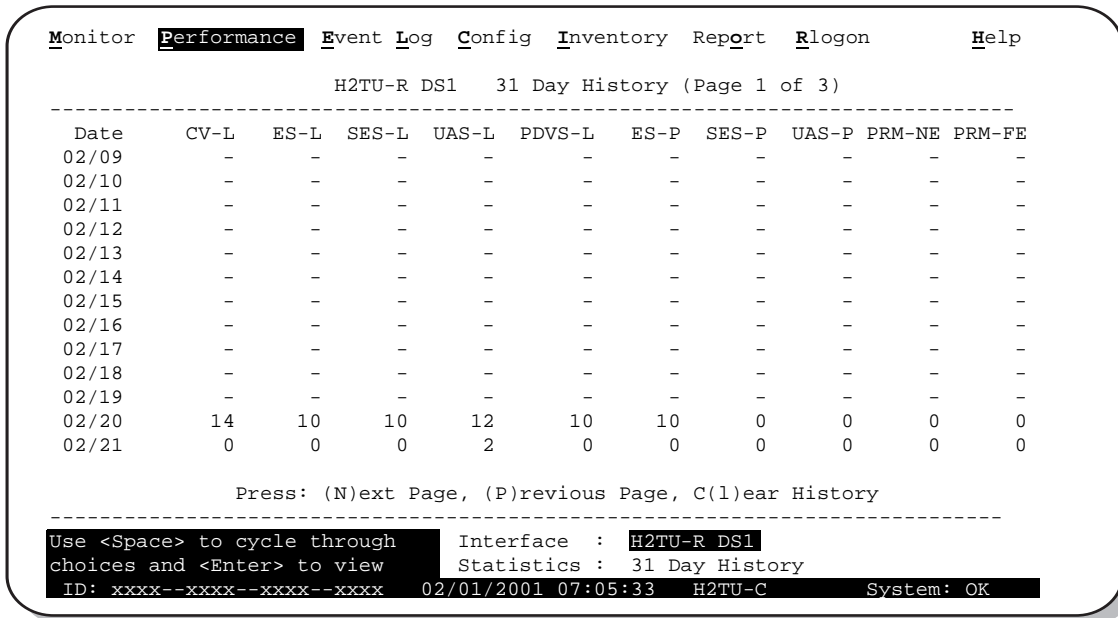 Monitor Performance Event Log Config Inventory Report Rlogon Help
H2TU-R DS1 31 Day History (Page 1 of 3)
--------------------------------------------------------------------------------
Date CV-L ES-L SES-L UAS-L PDVS-L ES-P SES-P UAS-P PRM-NE PRM-FE
02/09 - - - - - - - - - -
02/10 - - - - - - - - - -
02/11 - - - - - - - - - -
02/12 - - - - - - - - - -
02/13 - - - - - - - - - -
02/14 - - - - - - - - - -
02/15 - - - - - - - - - -
02/16 - - - - - - - - - -
02/17 - - - - - - - - - -
02/18 - - - - - - - - - -
02/19 - - - - - - - - - -
02/20 14 10 10 12 10 10 0 0 0 0
02/21 0 0 0 2 0 0 0 0 0 0
Press: (N)ext Page, (P)revious Page, C(l)ear History
--------------------------------------------------------------------------------
Use <Space> to cycle through Interface : H2TU-R DS1
choices and <Enter> to view Statistics : 31 Day History
ID: xxxx--xxxx--xxxx--xxxx 02/01/2001 07:05:33 H2TU-C System: OK